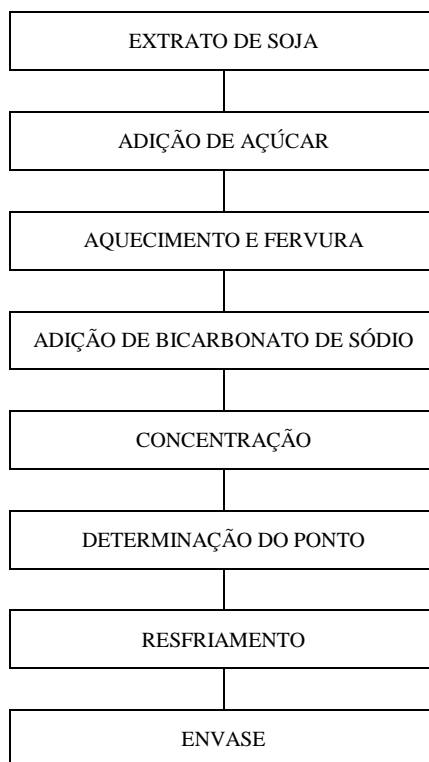 EXTRATO DE SOJA
ADIÇÃO DE AÇÚCAR
AQUECIMENTO E FERVURA
ADIÇÃO DE BICARBONATO DE SÓDIO
CONCENTRAÇÃO
DETERMINAÇÃO DO PONTO
RESFRIAMENTO
ENVASE